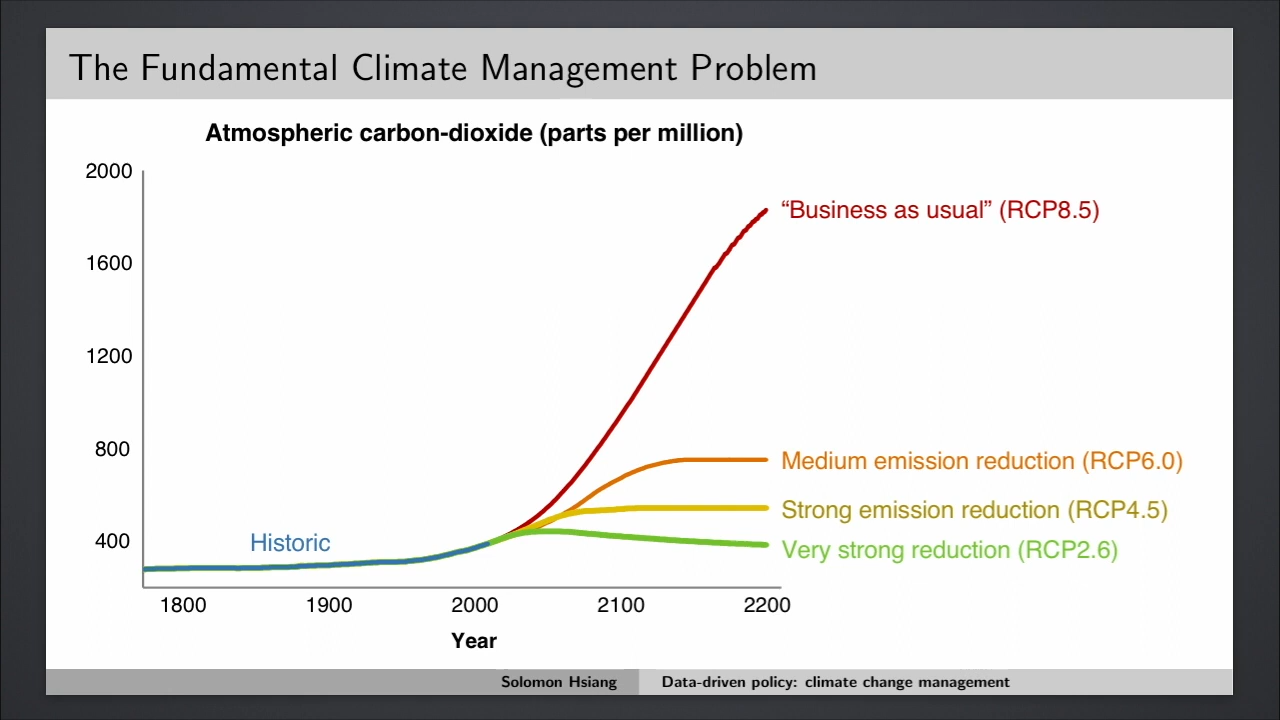 The Fundamental Climate Management Problem
Atmospheric carbon-dioxide (parts per million)
2000
1600
1200
800
400
“Business as usual” (RCP8.5)
Medium emission reduction (RCP6.0)
Strong emission reduction (RCP4.5)
Very strong reduction (RCP2.6)
Historic
1800 1900 2000 2100 2200
Year
Solomon Hsiang Data-driven policy: climate change management